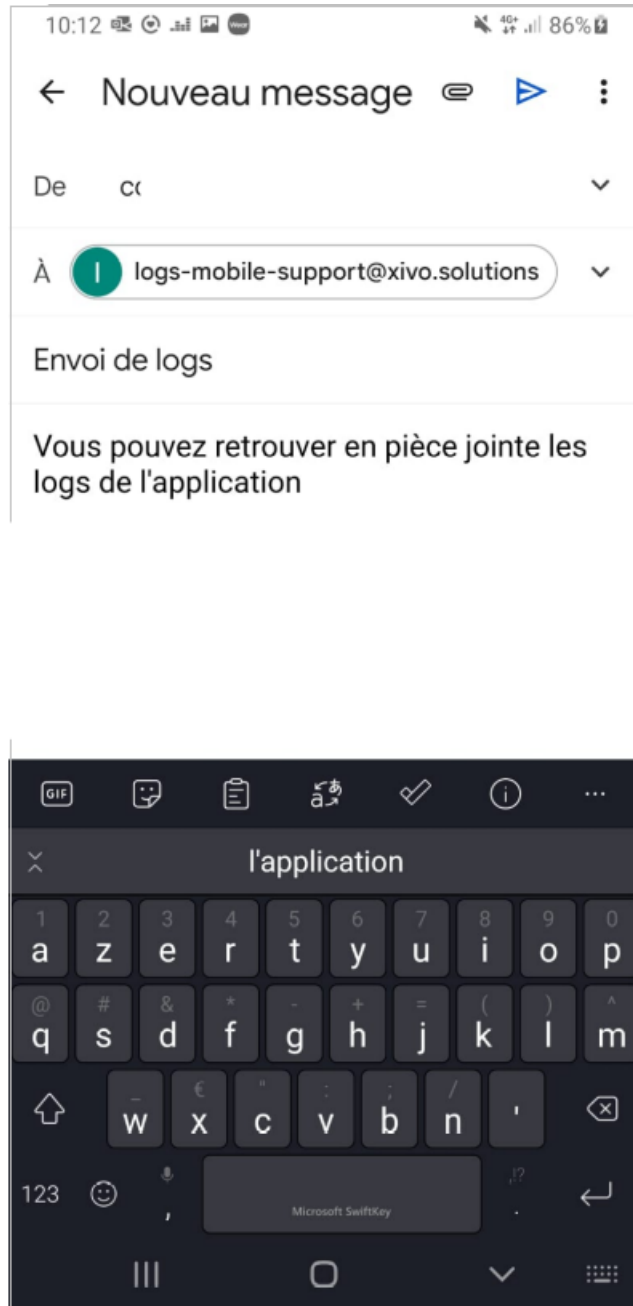 10:12 86%
Nouveau message
De
À l logs-mobile-support@xivo.solutions
Envoi de logs
Vous pouvez retrouver en pièce jointe les
logs de l'application
GIF
l'application
1 2 3 4 5 6 7 8 9 0
a z e r t y u i o p
@ # & * - + = ( ) ^
q s d f g h j k l m
_ € " : ; /
w x c v b n '
123 , Microsoft SwiftKey ,!? .